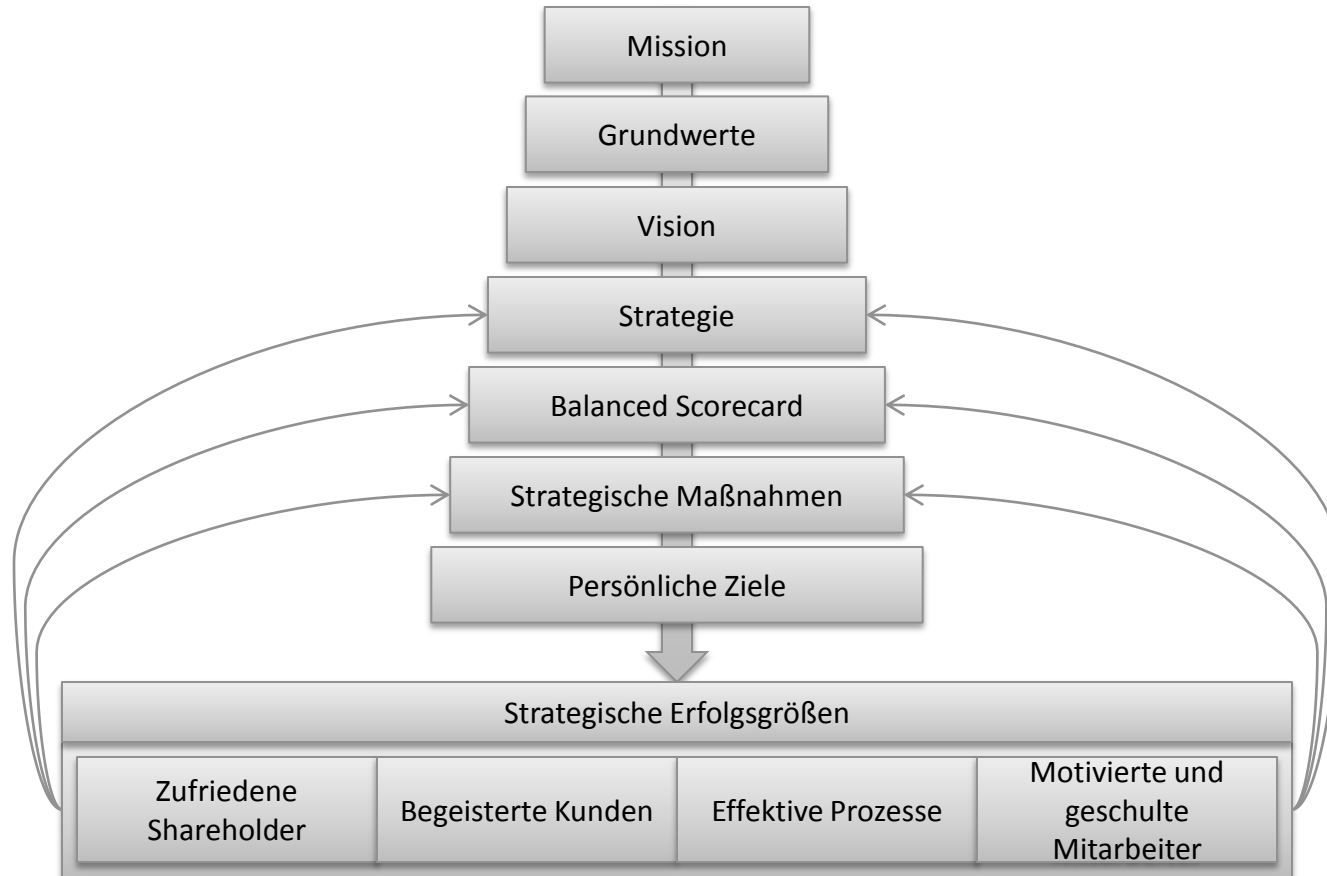 Mission
Grundwerte
Vision
Strategie
Balanced Scorecard
Strategische Maßnahmen
Persönliche Ziele
Strategische Erfolgsgrößen
Zufriedene
Shareholder
Begeisterte Kunden
Effektive Prozesse
Motivierte und
geschulte
Mitarbeiter